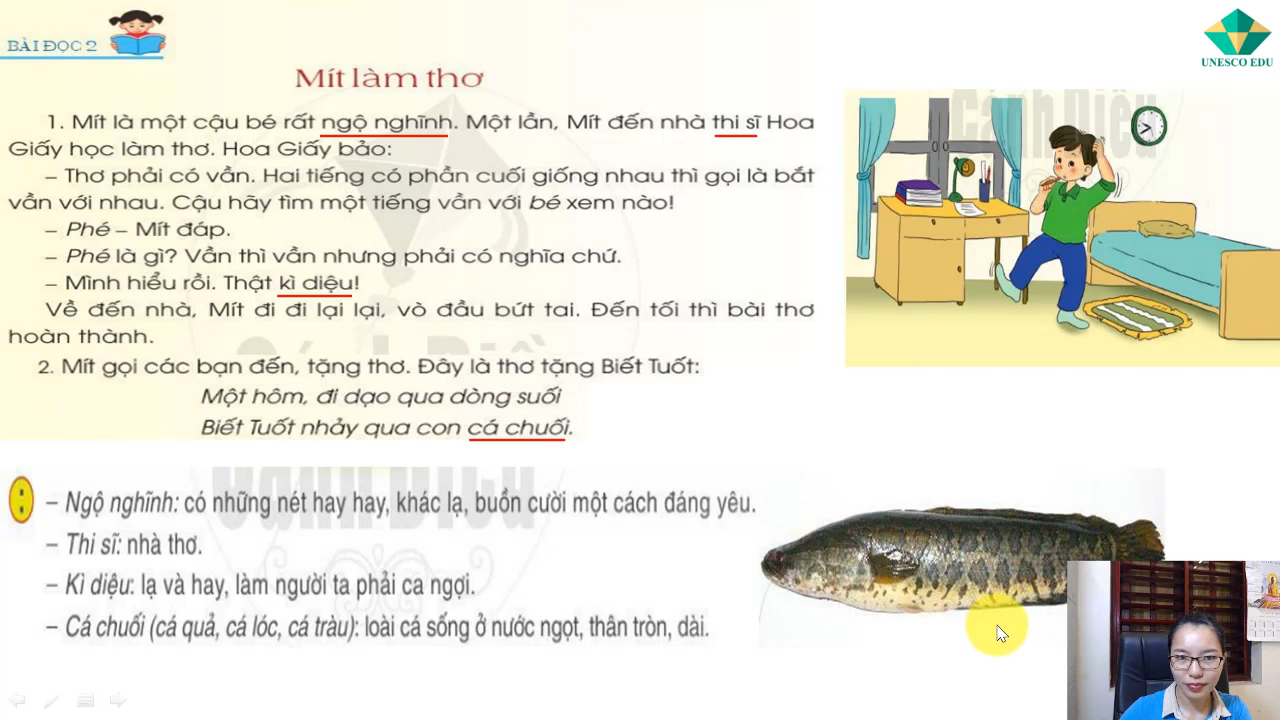 BÀI ĐỌC 2
UNESCO EDU
Mít làm thơ
1. Mít là một cậu bé rất ngộ nghĩnh. Một lần, Mít đến nhà thi sĩ Hoa
Giấy học làm thơ. Hoa Giấy bảo:
– Thơ phải có vần. Hai tiếng có phần cuối giống nhau thì gọi là bắt
vần với nhau. Cậu hãy tìm một tiếng vần với bé xem nào!
– Phé – Mít đáp.
– Phé là gì? Vần thì vần nhưng phải có nghĩa chứ.
– Mình hiểu rồi. Thật kì diệu!
Về đến nhà, Mít đi đi lại lại, vò đầu bứt tai. Đến tối thì bài thơ
hoàn thành.
2. Mít gọi các bạn đến, tặng thơ. Đây là thơ tặng Biết Tuốt:
Một hôm, đi dạo qua dòng suối
Biết Tuốt nhảy qua con cá chuối.
– Ngộ nghĩnh: có những nét hay hay, khác lạ, buồn cười một cách đáng yêu.
– Thi sĩ: nhà thơ.
– Kì diệu: lạ và hay, làm người ta phải ca ngợi.
– Cá chuối (cá quả, cá lóc, cá tràu): loài cá sống ở nước ngọt, thân tròn, dài.